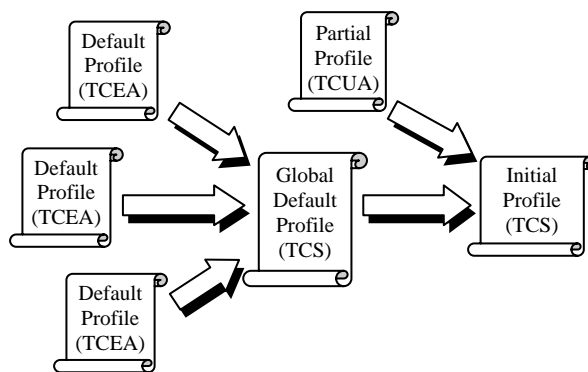 Default
Profile
(TCEA)
Partial
Profile
(TCUA)
Default
Profile
(TCEA)
Global
Default
Profile
(TCS)
Initial
Profile
(TCS)
Default
Profile
(TCEA)